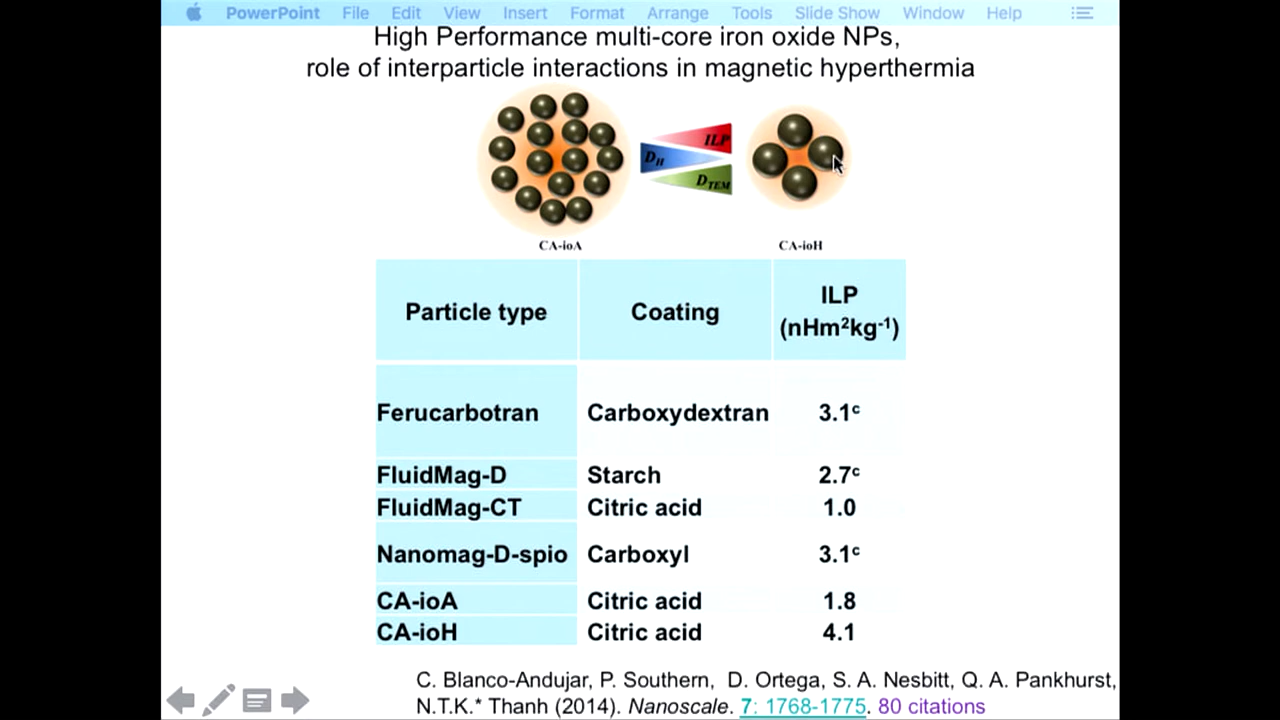 PowerPoint File Edit View Insert Format Arrange Tools Slide Show Window Help
High Performance multi-core iron oxide NPs,
role of interparticle interactions in magnetic hyperthermia
ILP
D_H
D_TEM
CA-ioA
CA-ioH
Particle type Coating ILP (nHm²kg⁻¹)
Ferucarbotran Carboxydextran 3.1ᶜ
FluidMag-D Starch 2.7ᶜ
FluidMag-CT Citric acid 1.0
Nanomag-D-spio Carboxyl 3.1ᶜ
CA-ioA Citric acid 1.8
CA-ioH Citric acid 4.1
C. Blanco-Andujar, P. Southern, D. Ortega, S. A. Nesbitt, Q. A. Pankhurst,
N.T.K.* Thanh (2014). Nanoscale. 7: 1768-1775. 80 citations